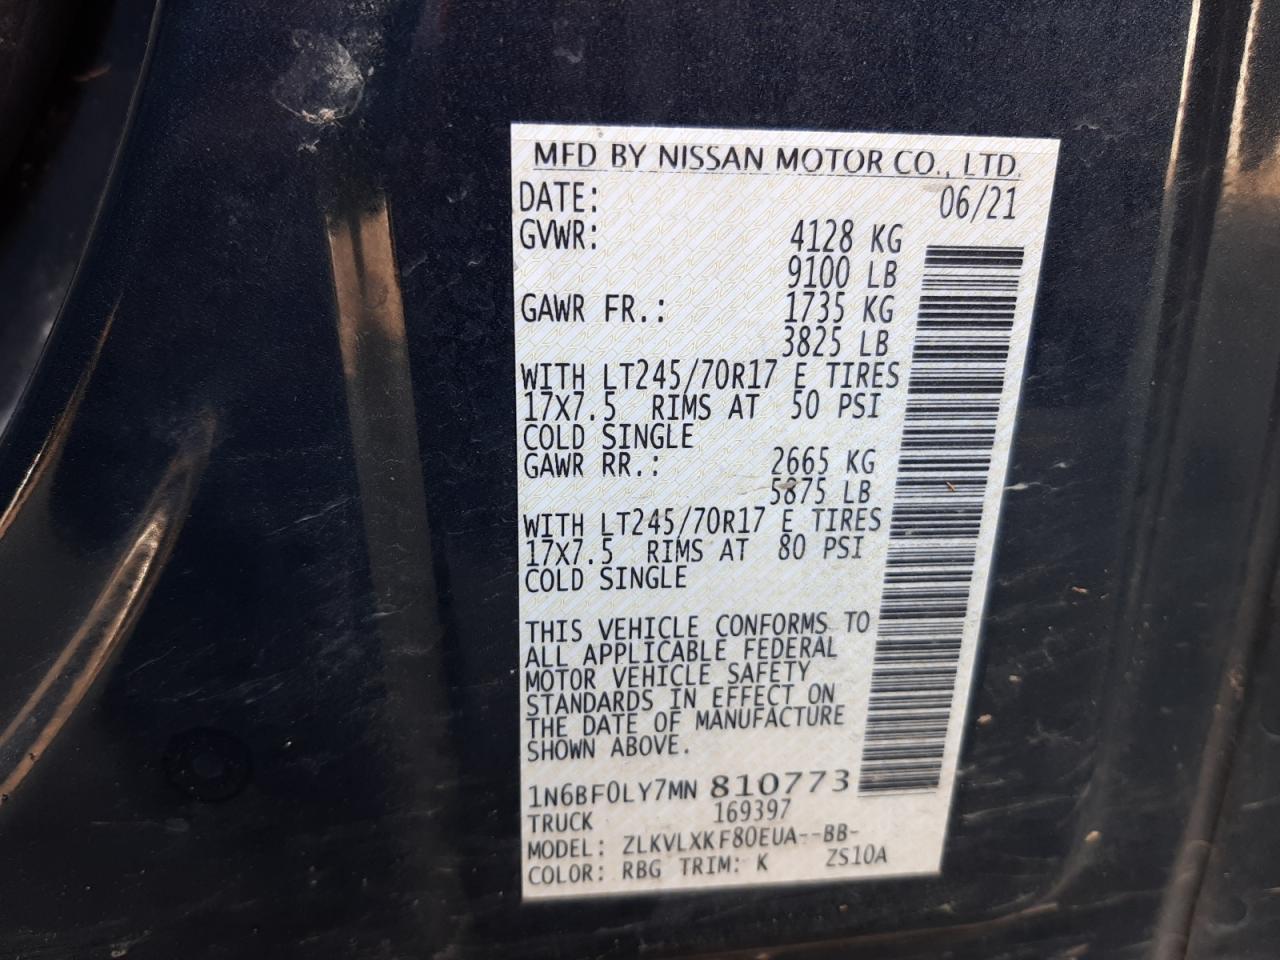 MFD BY NISSAN MOTOR CO., LTD.
DATE: 06/21
GVWR: 4128 KG
9100 LB
GAWR FR.: 1735 KG
3825 LB
WITH LT245/70R17 E TIRES
17X7.5 RIMS AT 50 PSI
COLD SINGLE
GAWR RR.: 2665 KG
5875 LB
WITH LT245/70R17 E TIRES
17X7.5 RIMS AT 80 PSI
COLD SINGLE
THIS VEHICLE CONFORMS TO
ALL APPLICABLE FEDERAL
MOTOR VEHICLE SAFETY
STANDARDS IN EFFECT ON
THE DATE OF MANUFACTURE
SHOWN ABOVE.
1N6BF0LY7MN 810773
TRUCK 169397
MODEL: ZLKVLXKF80EUA--BB-
COLOR: RBG TRIM: K ZS10A